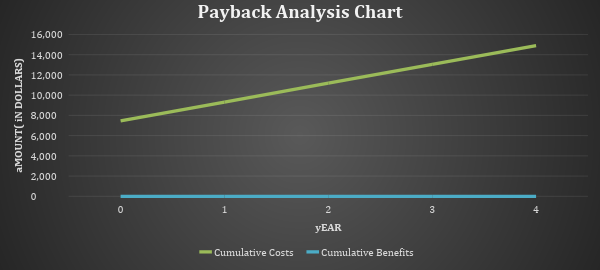 Payback Analysis Chart
aMOUNT( iN DOLLARS)
16,000
14,000
12,000
10,000
8,000
6,000
4,000
2,000
0
0 1 2 3 4
yEAR
Cumulative Costs Cumulative Benefits